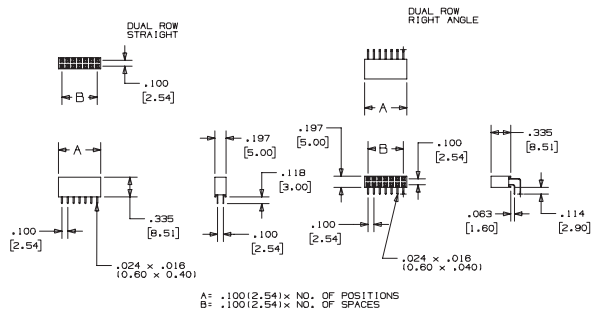 DUAL ROW
STRAIGHT
.100
[2.54]
B
A
.335
[8.51]
.100
[2.54]
.024 x .016
(0.60 x 0.40)
.197
[5.00]
.118
[3.00]
.100
[2.54]
DUAL ROW
RIGHT ANGLE
A
.197
[5.00]
B
.100
[2.54]
.100
[2.54]
.024 x .016
(0.60 x .040)
.335
[8.51]
.063
[1.60]
.114
[2.90]
A= .100(2.54)x NO. OF POSITIONS
B= .100(2.54)x NO. OF SPACES